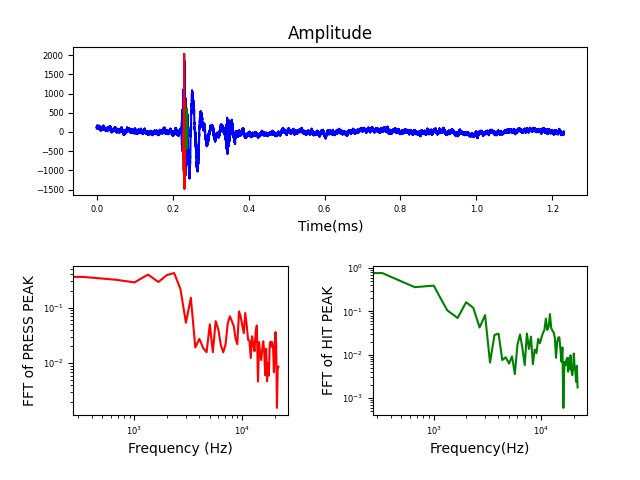 Amplitude
2000
1500
1000
500
0
−500
−1000
−1500
0.0 0.2 0.4 0.6 0.8 1.0 1.2
Time(ms)
FFT of PRESS PEAK
10⁻¹
10⁻²
10³ 10⁴
Frequency (Hz)
FFT of HIT PEAK
10⁰
10⁻¹
10⁻²
10⁻³
10³ 10⁴
Frequency(Hz)